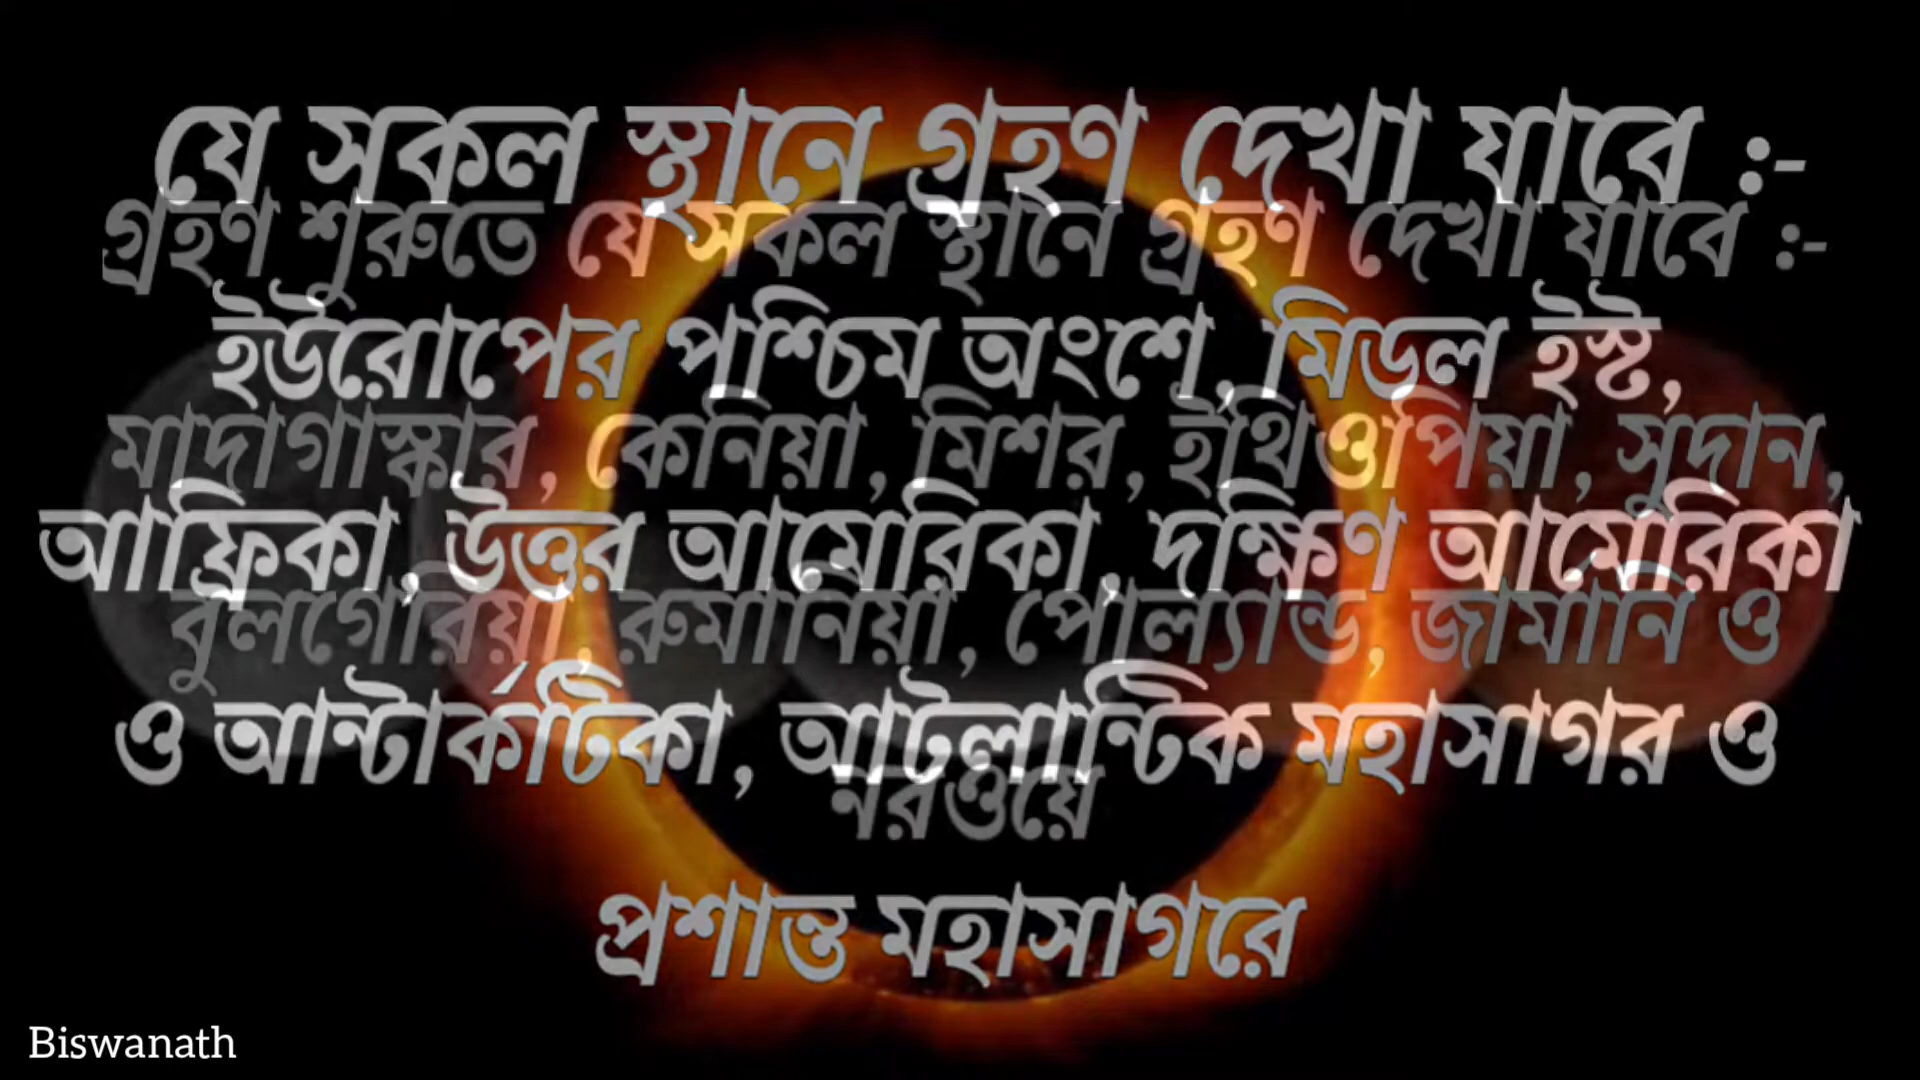 যে সকল স্থানে গ্রহণ দেখা যাবে :-
গ্রহণ শুরুতে যে সকল স্থানে গ্রহণ দেখা যাবে :-
ইউরোপের পশ্চিম অংশে, মিডল ইস্ট,
মাদাগাস্কার, কেনিয়া, মিশর, ইথিওপিয়া, সুদান,
আফ্রিকা, উত্তর আমেরিকা, দক্ষিণ আমেরিকা
বুলগেরিয়া, রুমানিয়া, পোল্যান্ড, জার্মানি ও
ও আন্টার্কটিকা, আটলান্টিক মহাসাগর ও
নরওয়ে
প্রশান্ত মহাসাগরে
Biswanath